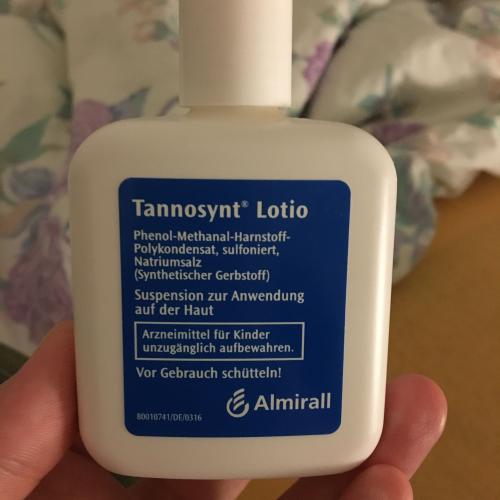 Tannosynt® Lotio
Phenol-Methanal-Harnstoff-
Polykondensat, sulfoniert,
Natriumsalz
(Synthetischer Gerbstoff)
Suspension zur Anwendung
auf der Haut
Arzneimittel für Kinder
unzugänglich aufbewahren.
Vor Gebrauch schütteln!
Almirall
80010741/DE/0316